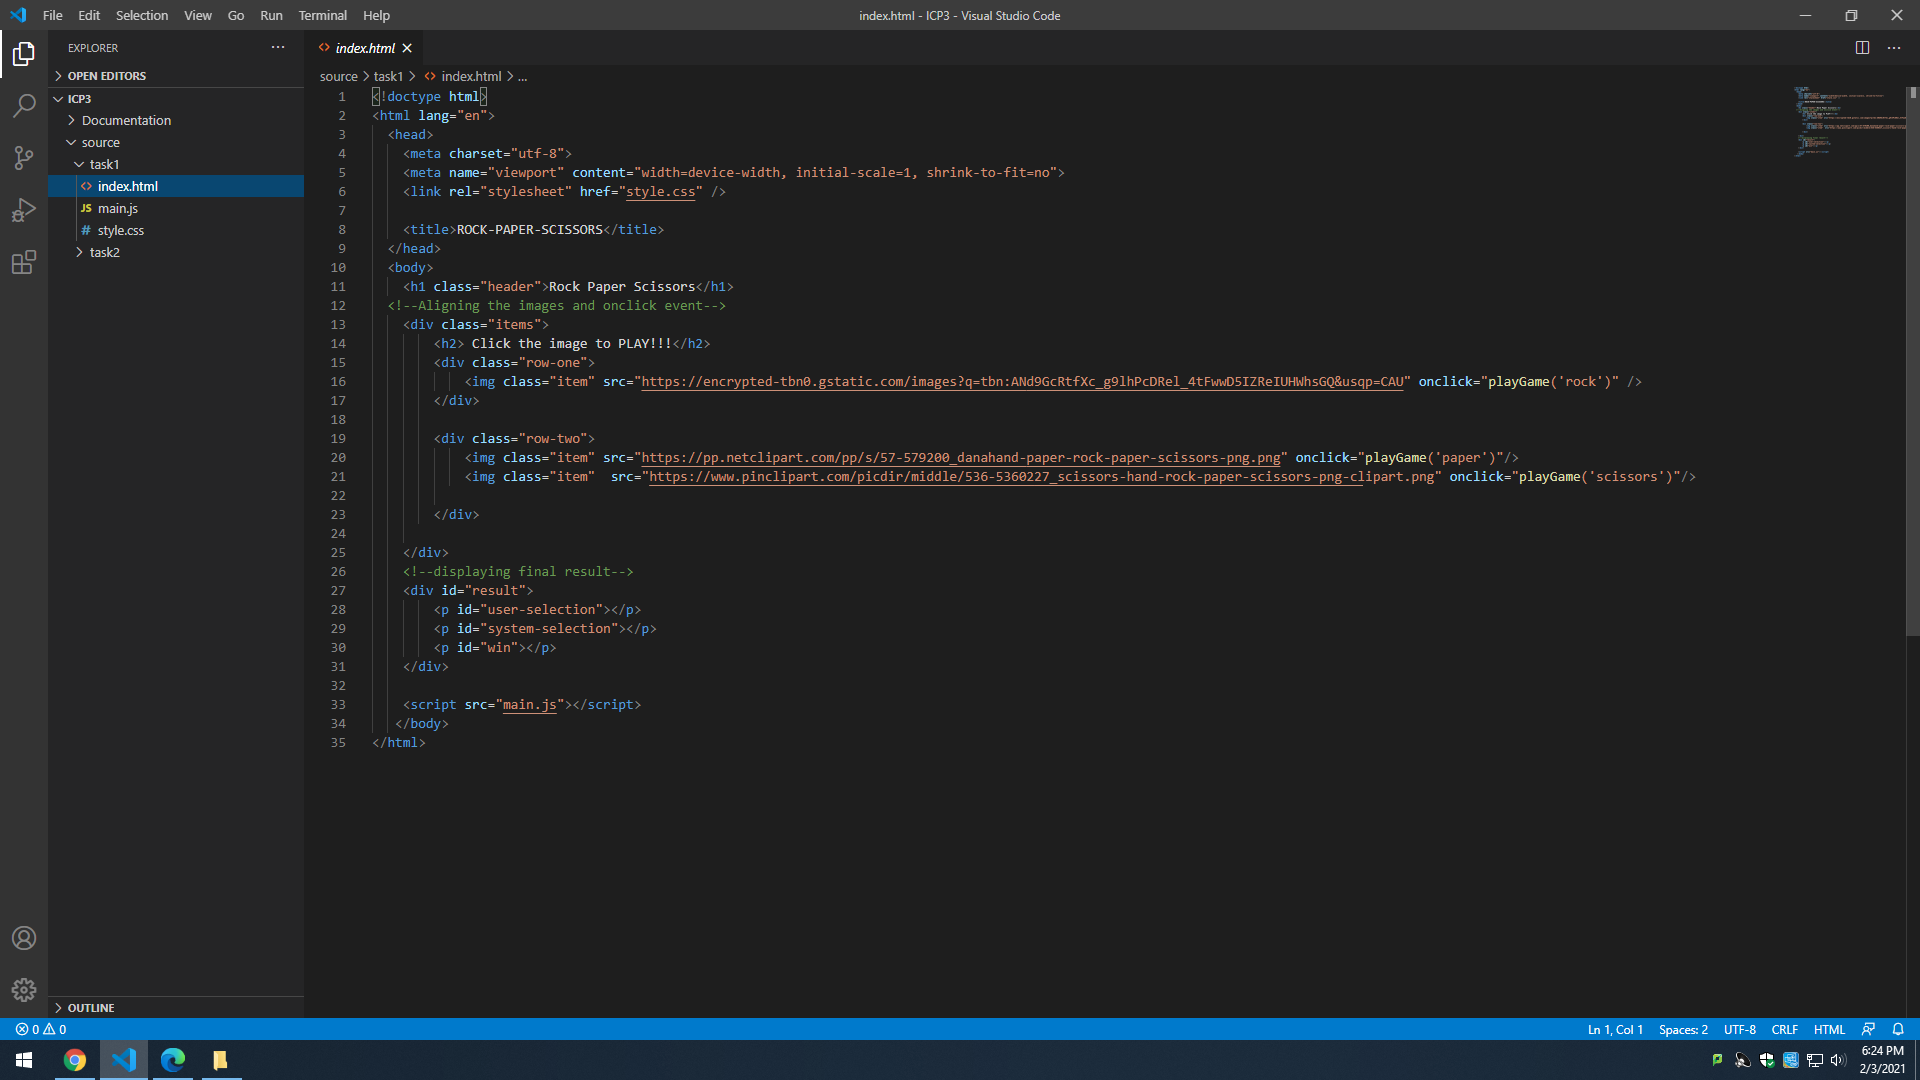 File Edit Selection View Go Run Terminal Help
index.html - ICP3 - Visual Studio Code
EXPLORER
OPEN EDITORS
ICP3
Documentation
source
task1
index.html
JS main.js
# style.css
task2
OUTLINE
index.html
source > task1 > index.html > ...
1 <!doctype html>
2 <html lang="en">
3 <head>
4 <meta charset="utf-8">
5 <meta name="viewport" content="width=device-width, initial-scale=1, shrink-to-fit=no">
6 <link rel="stylesheet" href="style.css" />
7
8 <title>ROCK-PAPER-SCISSORS</title>
9 </head>
10 <body>
11 <h1 class="header">Rock Paper Scissors</h1>
12 <!--Aligning the images and onclick event-->
13 <div class="items">
14 <h2> Click the image to PLAY!!!</h2>
15 <div class="row-one">
16 <img class="item" src="https://encrypted-tbn0.gstatic.com/images?q=tbn:ANd9GcRtfXc_g9lhPcDRel_4tFwwD5IZReIUHWhsGQ&usqp=CAU" onclick="playGame('rock')" />
17 </div>
18
19 <div class="row-two">
20 <img class="item" src="https://pp.netclipart.com/pp/s/57-579200_danahand-paper-rock-paper-scissors-png.png" onclick="playGame('paper')"/>
21 <img class="item"  src="https://www.pinclipart.com/picdir/middle/536-5360227_scissors-hand-rock-paper-scissors-png-clipart.png" onclick="playGame('scissors')"/>
22
23 </div>
24
25 </div>
26 <!--displaying final result-->
27 <div id="result">
28 <p id="user-selection"></p>
29 <p id="system-selection"></p>
30 <p id="win"></p>
31 </div>
32
33 <script src="main.js"></script>
34 </body>
35 </html>
0 0
Ln 1, Col 1 Spaces: 2 UTF-8 CRLF HTML
6:24 PM
2/3/2021